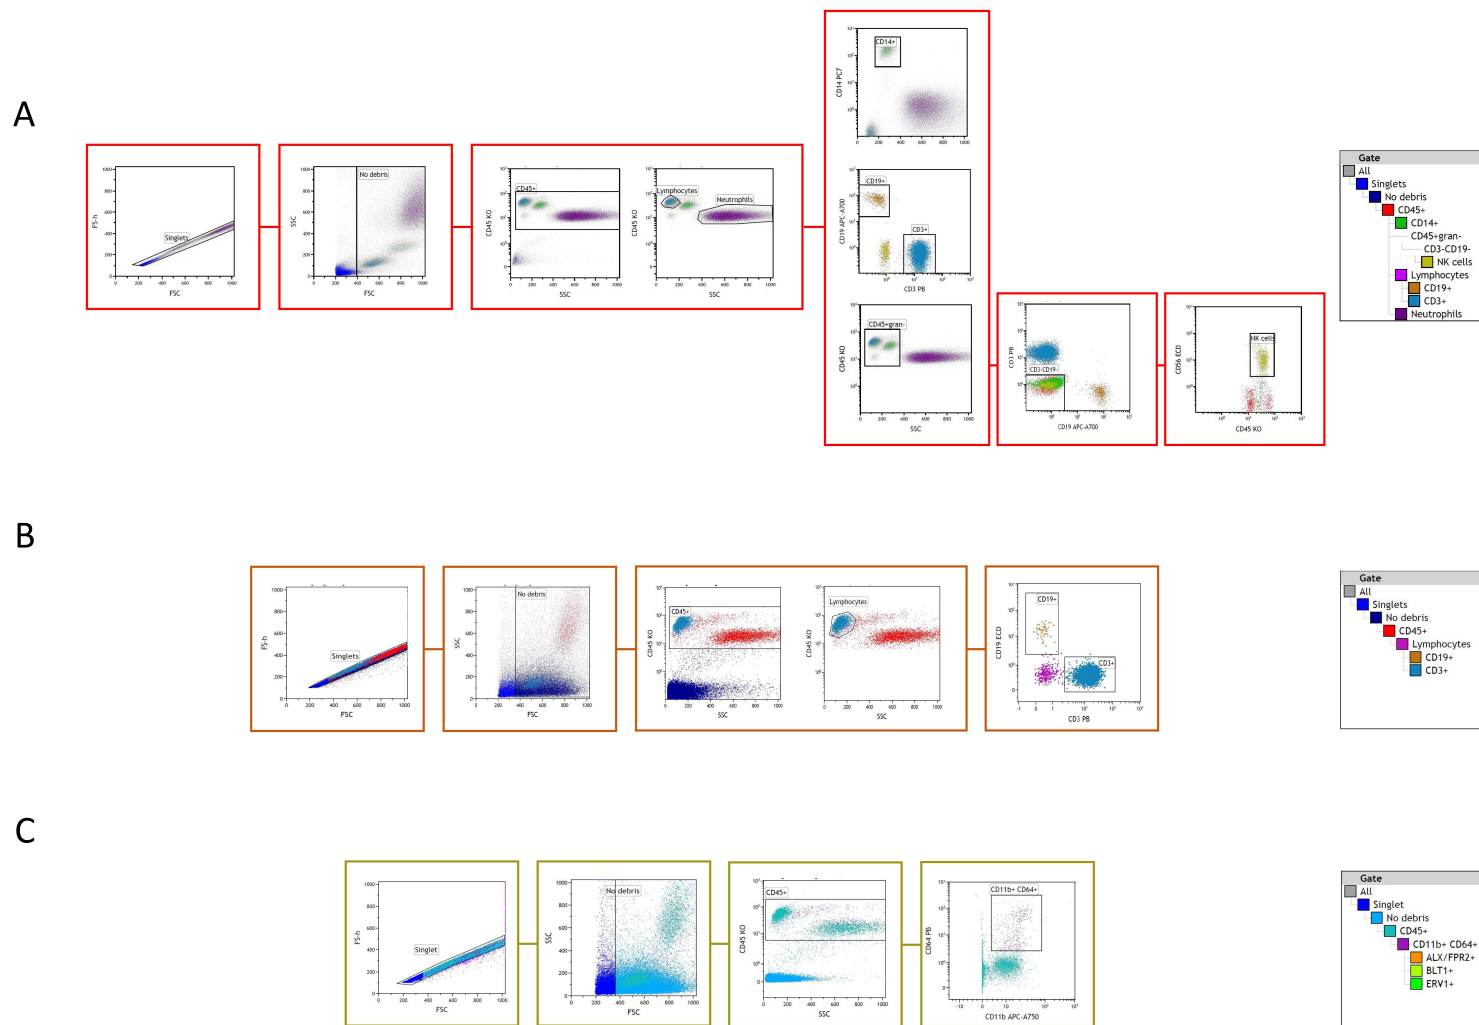 A
Singlets
FS-h
FSC
No debris
SSC
FSC
CD45+
CD45 KO
SSC
Lymphocytes
Neutrophils
CD45 KO
SSC
CD14+
CD14 PC7
CD19+
CD3+
CD19 APC-A700
CD3 PB
CD45+gran-
CD45 KO
SSC
CD3-CD19-
CD3 PB
CD19 APC-A700
NK cells
CD56 ECD
CD45 KO
Gate
All
Singlets
No debris
CD45+
CD14+
CD45+gran-
CD3-CD19-
NK cells
Lymphocytes
CD19+
CD3+
Neutrophils
B
Singlets
FS-h
FSC
No debris
SSC
FSC
CD45+
CD45 KO
SSC
Lymphocytes
CD45 KO
SSC
CD19+
CD3+
CD19 ECD
CD3 PB
Gate
All
Singlets
No debris
CD45+
Lymphocytes
CD19+
CD3+
C
Singlet
FS-h
FSC
No debris
SSC
FSC
CD45+
CD45 KO
SSC
CD11b+ CD64+
CD64 PB
CD11b APC-A750
Gate
All
Singlet
No debris
CD45+
CD11b+ CD64+
ALX/FPR2+
BLT1+
ERV1+